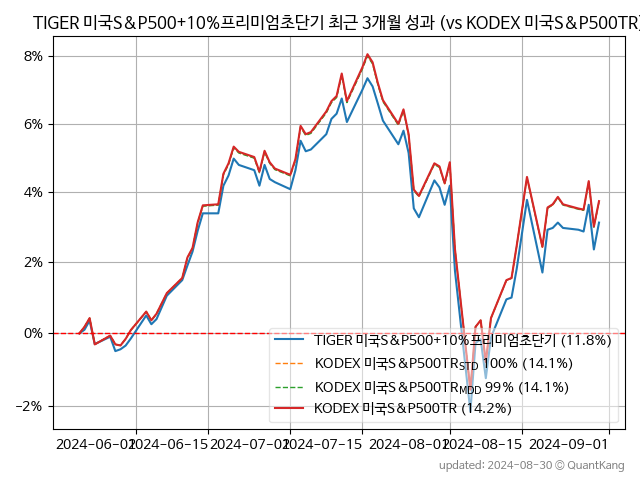 TIGER 미국S&P500+10%프리미엄초단기 최근 3개월 성과 (vs KODEX 미국S&P500TR)
8%
6%
4%
2%
0%
−2%
TIGER 미국S&P500+10%프리미엄초단기 (11.8%)
KODEX 미국S&P500TR_STD 100% (14.1%)
KODEX 미국S&P500TR_MDD 99% (14.1%)
KODEX 미국S&P500TR (14.2%)
2024-06-01 2024-06-15 2024-07-01 2024-07-15 2024-08-01 2024-08-15 2024-09-01
updated: 2024-08-30 © QuantKang